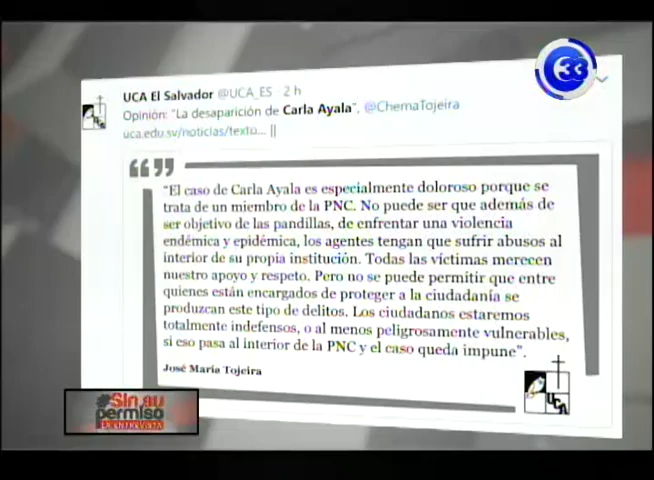 33
UCA El Salvador @UCA_ES · 2 h
Opinión: "La desaparición de Carla Ayala", @ChemaTojeira
uca.edu.sv/noticias/texto... ||
"El caso de Carla Ayala es especialmente doloroso porque se
trata de un miembro de la PNC. No puede ser que además de
ser objetivo de las pandillas, de enfrentar una violencia
endémica y epidémica, los agentes tengan que sufrir abusos al
interior de su propia institución. Todas las víctimas merecen
nuestro apoyo y respeto. Pero no se puede permitir que entre
quienes están encargados de proteger a la ciudadanía se
produzcan este tipo de delitos. Los ciudadanos estaremos
totalmente indefensos, o al menos peligrosamente vulnerables,
si eso pasa al interior de la PNC y el caso queda impune".
José María Tojeira
UCA
#Sin su
permiso
EN ENTREVISTA